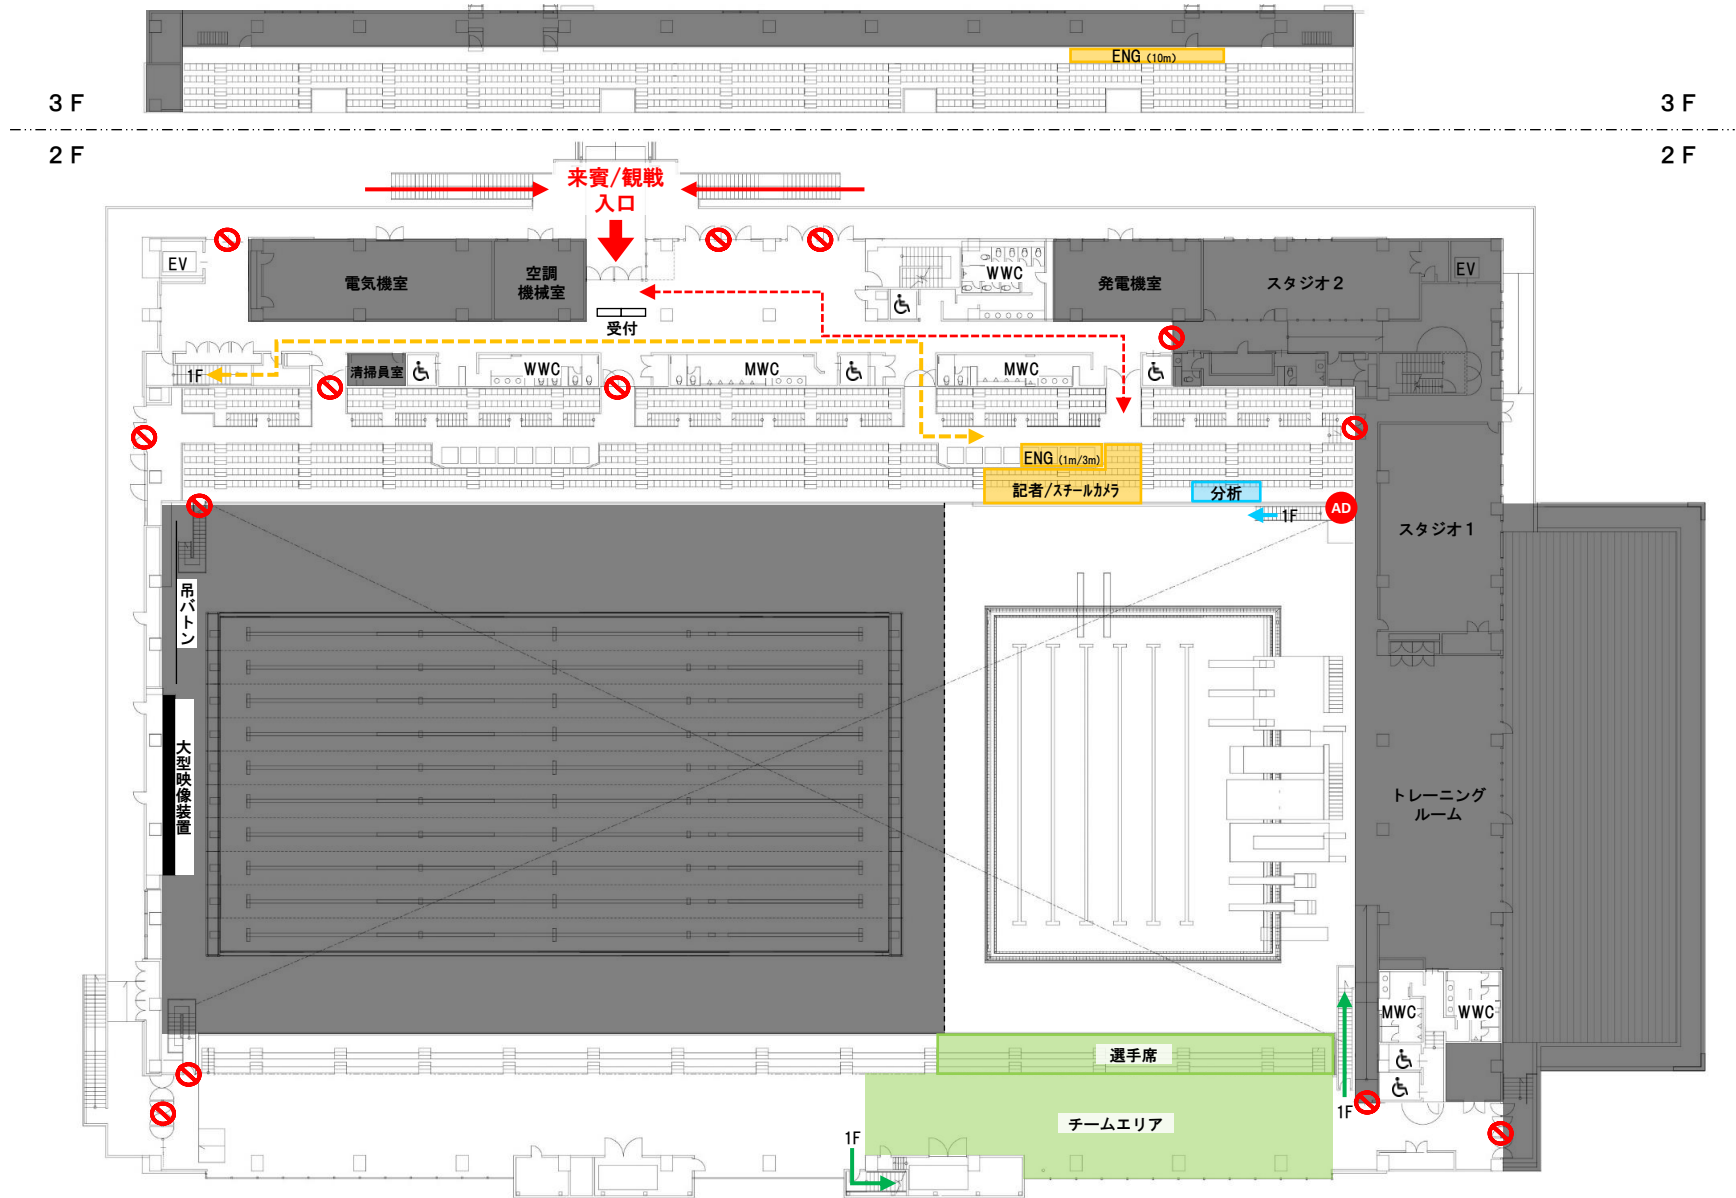 ENG (10m)
3F
3F
2F
2F
来賓/観戦
入口
EV
電気機室
空調
機械室
WWC
発電機室
スタジオ2
EV
受付
1F
清掃員室
WWC
MWC
MWC
ENG (1m/3m)
記者/スチールカメラ
分析
1F
AD
スタジオ1
吊バトン
大型映像装置
トレーニング
ルーム
MWC
WWC
選手席
1F
チームエリア
1F